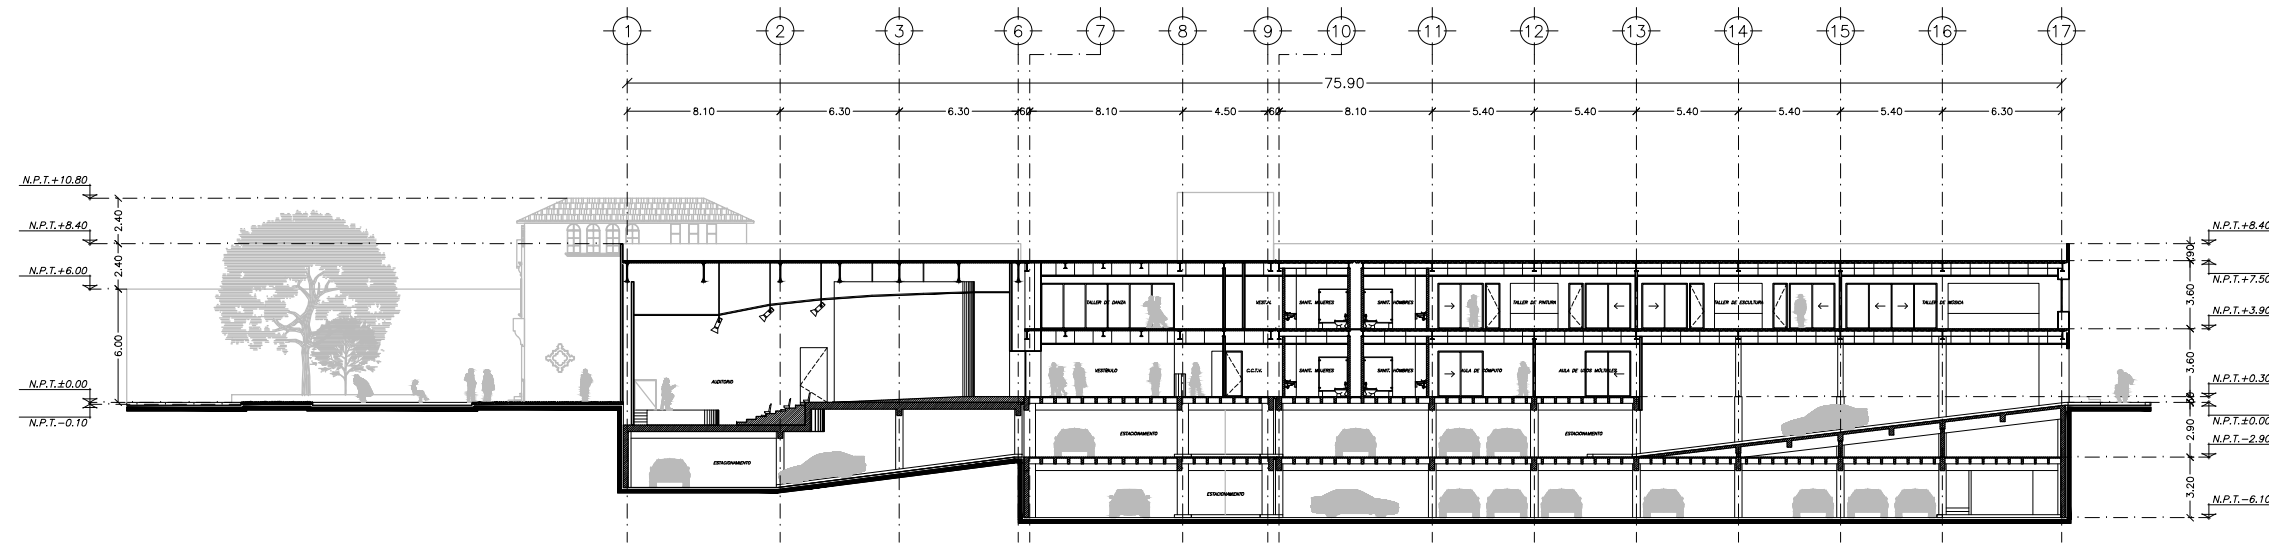 1 2 3 6 7 8 9 10 11 12 13 14 15 16 17
75.90
8.10 6.30 6.30 .60 8.10 4.50 .60 8.10 5.40 5.40 5.40 5.40 5.40 6.30
N.P.T.+10.80
2.40
N.P.T.+8.40
2.40
N.P.T.+6.00
6.00
N.P.T.±0.00
N.P.T.-0.10
N.P.T.+8.40
.90
N.P.T.+7.50
3.60
N.P.T.+3.90
3.60
N.P.T.+0.30
N.P.T.±0.00
2.90
N.P.T.-2.90
3.20
N.P.T.-6.10
TALLER DE DANZA
SANIT. MUJERES
SANIT. HOMBRES
TALLER DE PINTURA
TALLER DE ESCULTURA
TALLER DE MÚSICA
AUDITORIO
VESTÍBULO
C.C.T.V.
SANIT. MUJERES
SANIT. HOMBRES
AULA DE CÓMPUTO
AULA DE USOS MÚLTIPLES
ESTACIONAMIENTO
ESTACIONAMIENTO
ESTACIONAMIENTO
ESTACIONAMIENTO